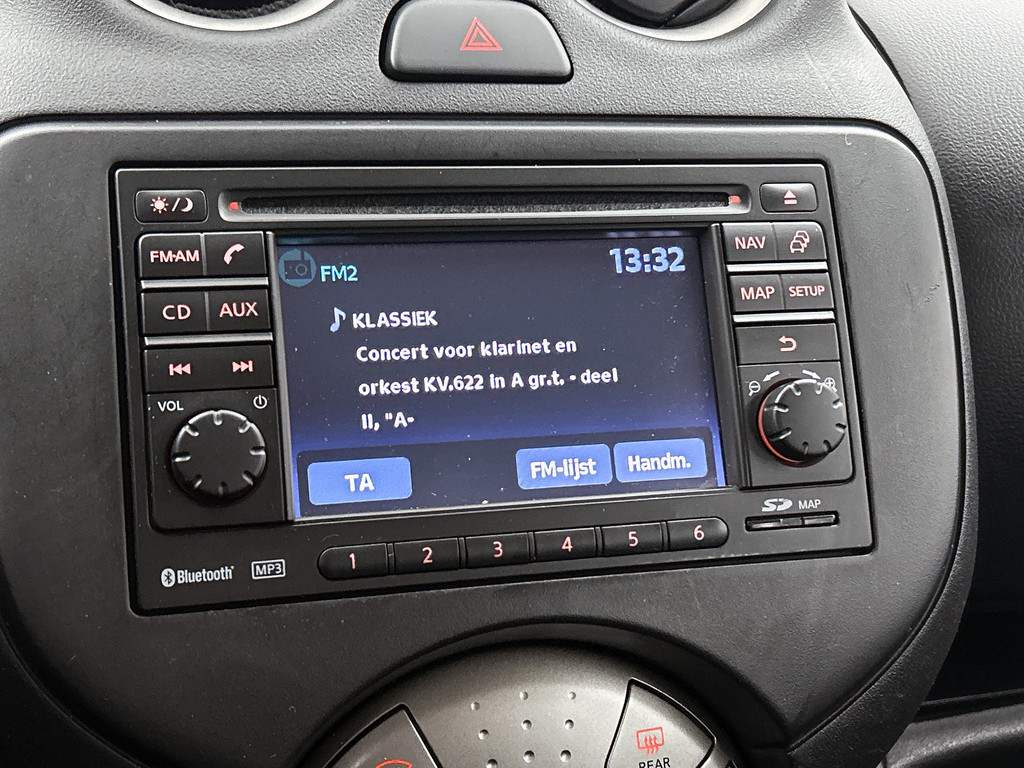 FM·AM
CD
AUX
VOL
FM2
13:32
KLASSIEK
Concert voor klarinet en
orkest KV.622 in A gr.t. - deel
II, "A-
TA
FM-lijst
Handm.
NAV
MAP
SETUP
SD MAP
1 2 3 4 5 6
Bluetooth®
MP3
REAR